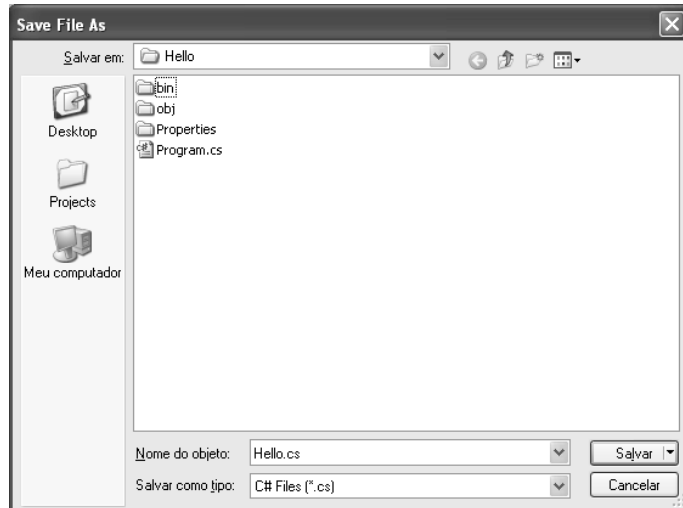 Save File As
Salvar em: Hello
bin
obj
Properties
Program.cs
Desktop
Projects
Meu computador
Nome do objeto: Hello.cs Salvar
Salvar como tipo: C# Files (*.cs) Cancelar